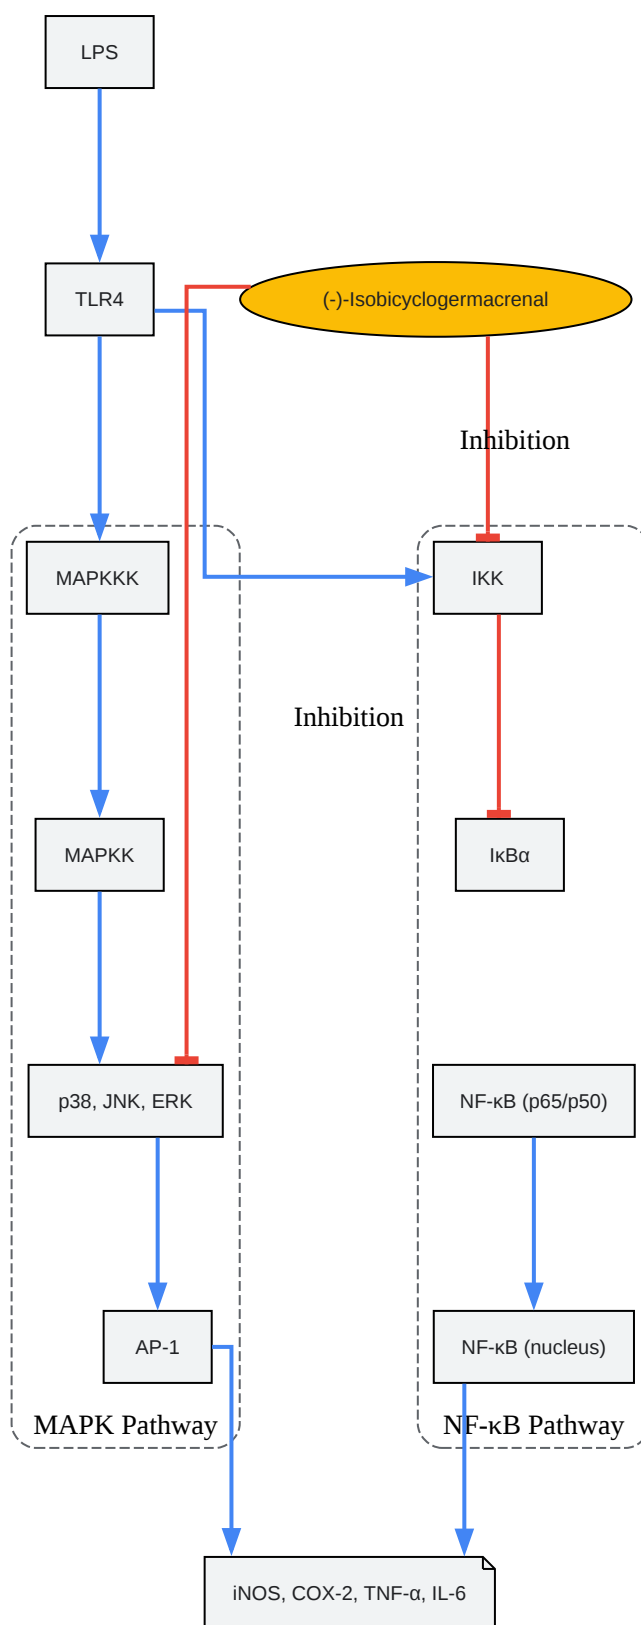 LPS
TLR4
(-)-Isobicyclogermacrenal
Inhibition
MAPKKK
IKK
Inhibition
MAPKK
IκBα
p38, JNK, ERK
NF-κB (p65/p50)
AP-1
NF-κB (nucleus)
MAPK Pathway
NF-κB Pathway
iNOS, COX-2, TNF-α, IL-6